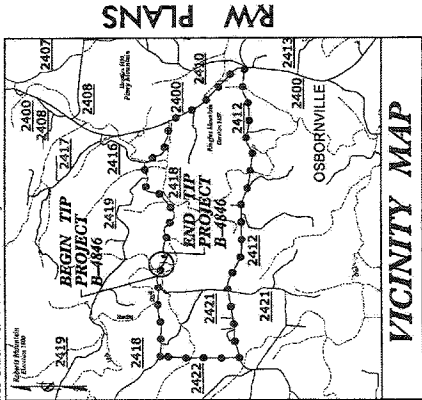 R/W PLANS
2407
2400
2408
2408
2417
2416
2410
2400
2413
2400
2412
2419
2418
2419
2418
BEGIN TIP
PROJECT
B-4846
END TIP
PROJECT
B-4846
2412
2421
2421
2422
OSBORNVILLE
VICINITY MAP